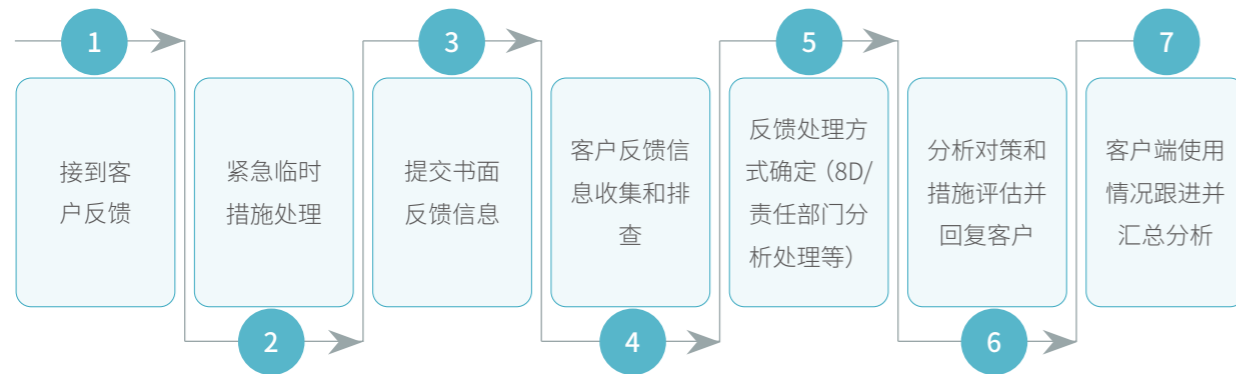 1
接到客
户反馈
2
紧急临时
措施处理
3
提交书面
反馈信息
4
客户反馈信
息收集和排
查
5
反馈处理方
式确定（8D/
责任部门分
析处理等）
6
分析对策和
措施评估并
回复客户
7
客户端使用
情况跟进并
汇总分析